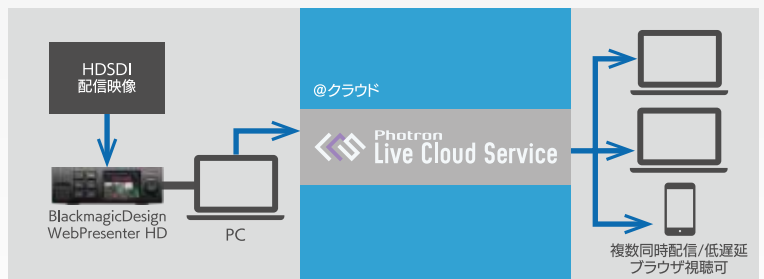 HDSDI
配信映像
BlackmagicDesign
WebPresenter HD
PC
@クラウド
Photron
Live Cloud Service
複数同時配信/低遅延
ブラウザ視聴可